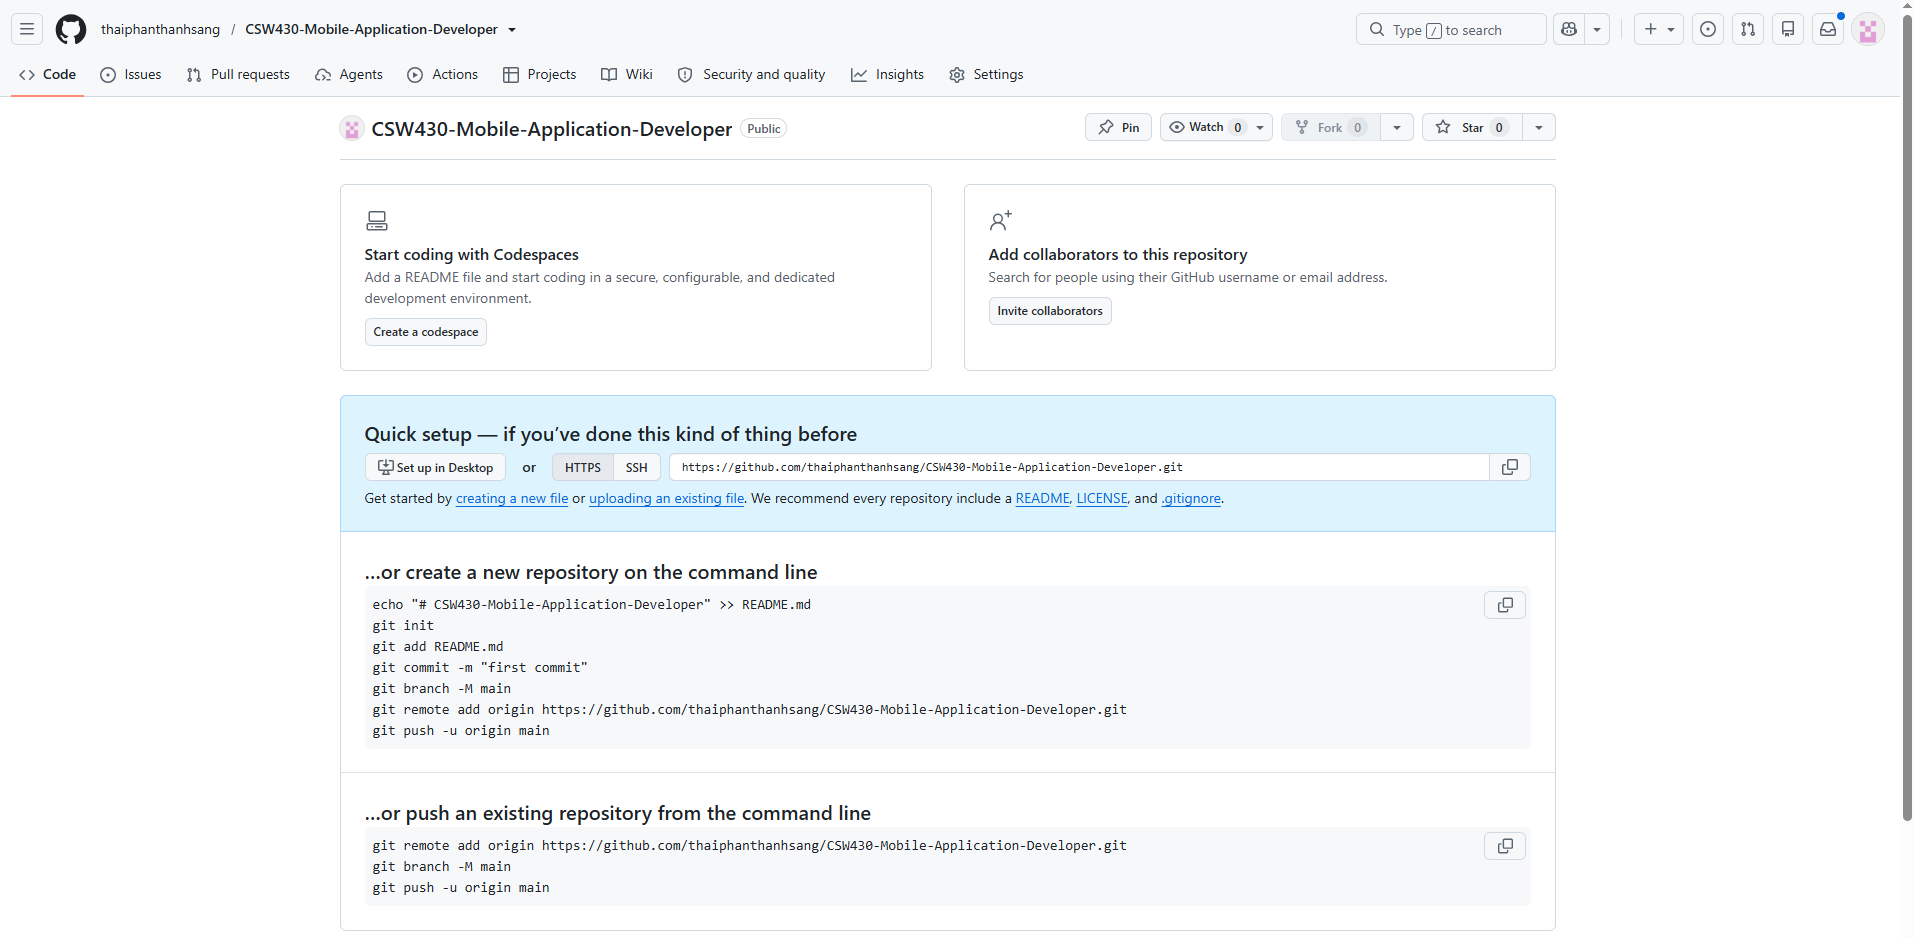 thaiphanthanhsang / CSW430-Mobile-Application-Developer
Type / to search
Code Issues Pull requests Agents Actions Projects Wiki Security and quality Insights Settings
CSW430-Mobile-Application-Developer Public
Pin Watch 0 Fork 0 Star 0
Start coding with Codespaces
Add a README file and start coding in a secure, configurable, and dedicated
development environment.
Create a codespace
Add collaborators to this repository
Search for people using their GitHub username or email address.
Invite collaborators
Quick setup — if you’ve done this kind of thing before
Set up in Desktop or HTTPS SSH https://github.com/thaiphanthanhsang/CSW430-Mobile-Application-Developer.git
Get started by creating a new file or uploading an existing file. We recommend every repository include a README, LICENSE, and .gitignore.
…or create a new repository on the command line
echo "# CSW430-Mobile-Application-Developer" >> README.md
git init
git add README.md
git commit -m "first commit"
git branch -M main
git remote add origin https://github.com/thaiphanthanhsang/CSW430-Mobile-Application-Developer.git
git push -u origin main
…or push an existing repository from the command line
git remote add origin https://github.com/thaiphanthanhsang/CSW430-Mobile-Application-Developer.git
git branch -M main
git push -u origin main